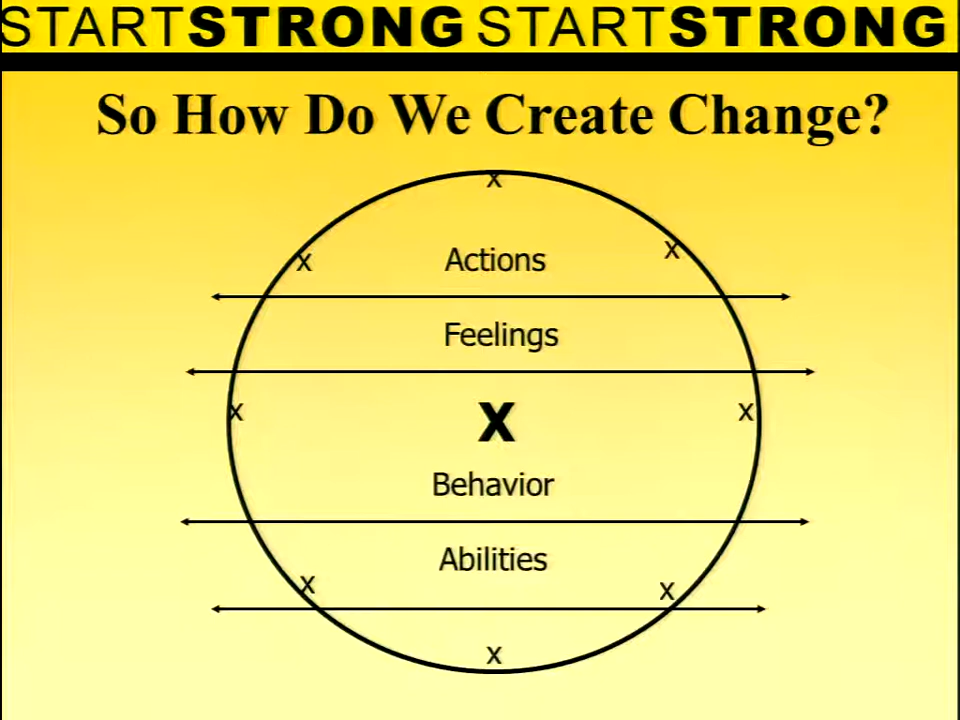 STARTSTRONG STARTSTRONG
So How Do We Create Change?
x
x
x
Actions
Feelings
x
X
x
Behavior
Abilities
x
x
x